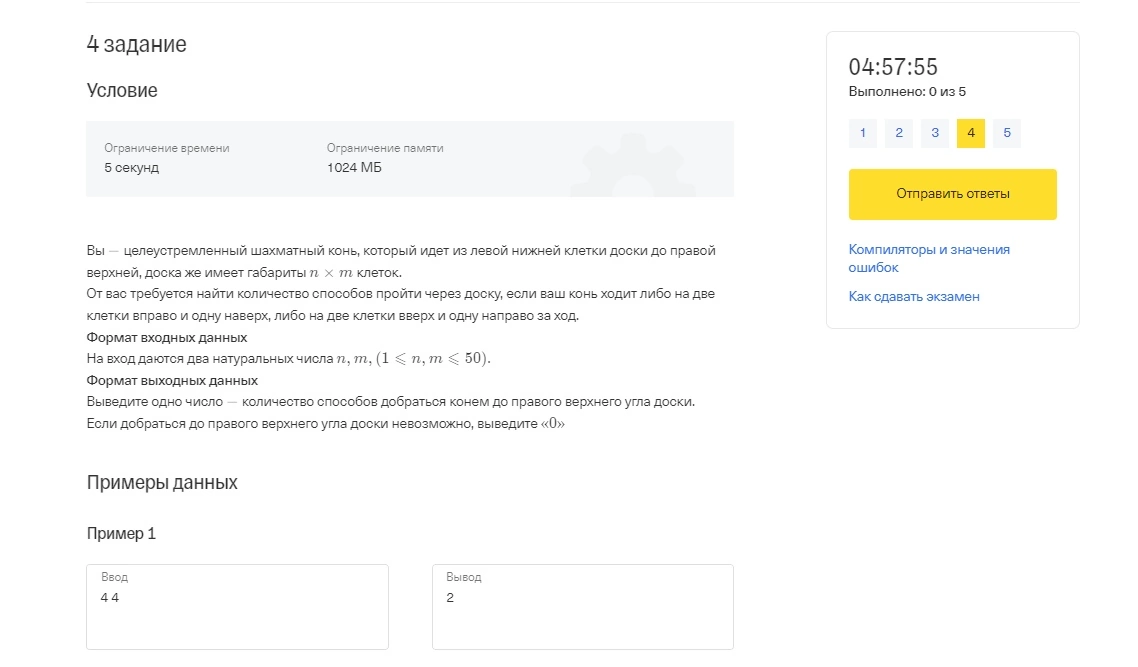 4 задание
Условие
Ограничение времени
5 секунд
Ограничение памяти
1024 МБ
Вы — целеустремленный шахматный конь, который идет из левой нижней клетки доски до правой
верхней, доска же имеет габариты n × m клеток.
От вас требуется найти количество способов пройти через доску, если ваш конь ходит либо на две
клетки вправо и одну наверх, либо на две клетки вверх и одну направо за ход.
Формат входных данных
На вход даются два натуральных числа n, m, (1 ⩽ n, m ⩽ 50).
Формат выходных данных
Выведите одно число — количество способов добраться конем до правого верхнего угла доски.
Если добраться до правого верхнего угла доски невозможно, выведите «0»
Примеры данных
Пример 1
Ввод
4 4
Вывод
2
04:57:55
Выполнено: 0 из 5
1 2 3 4 5
Отправить ответы
Компиляторы и значения
ошибок
Как сдавать экзамен